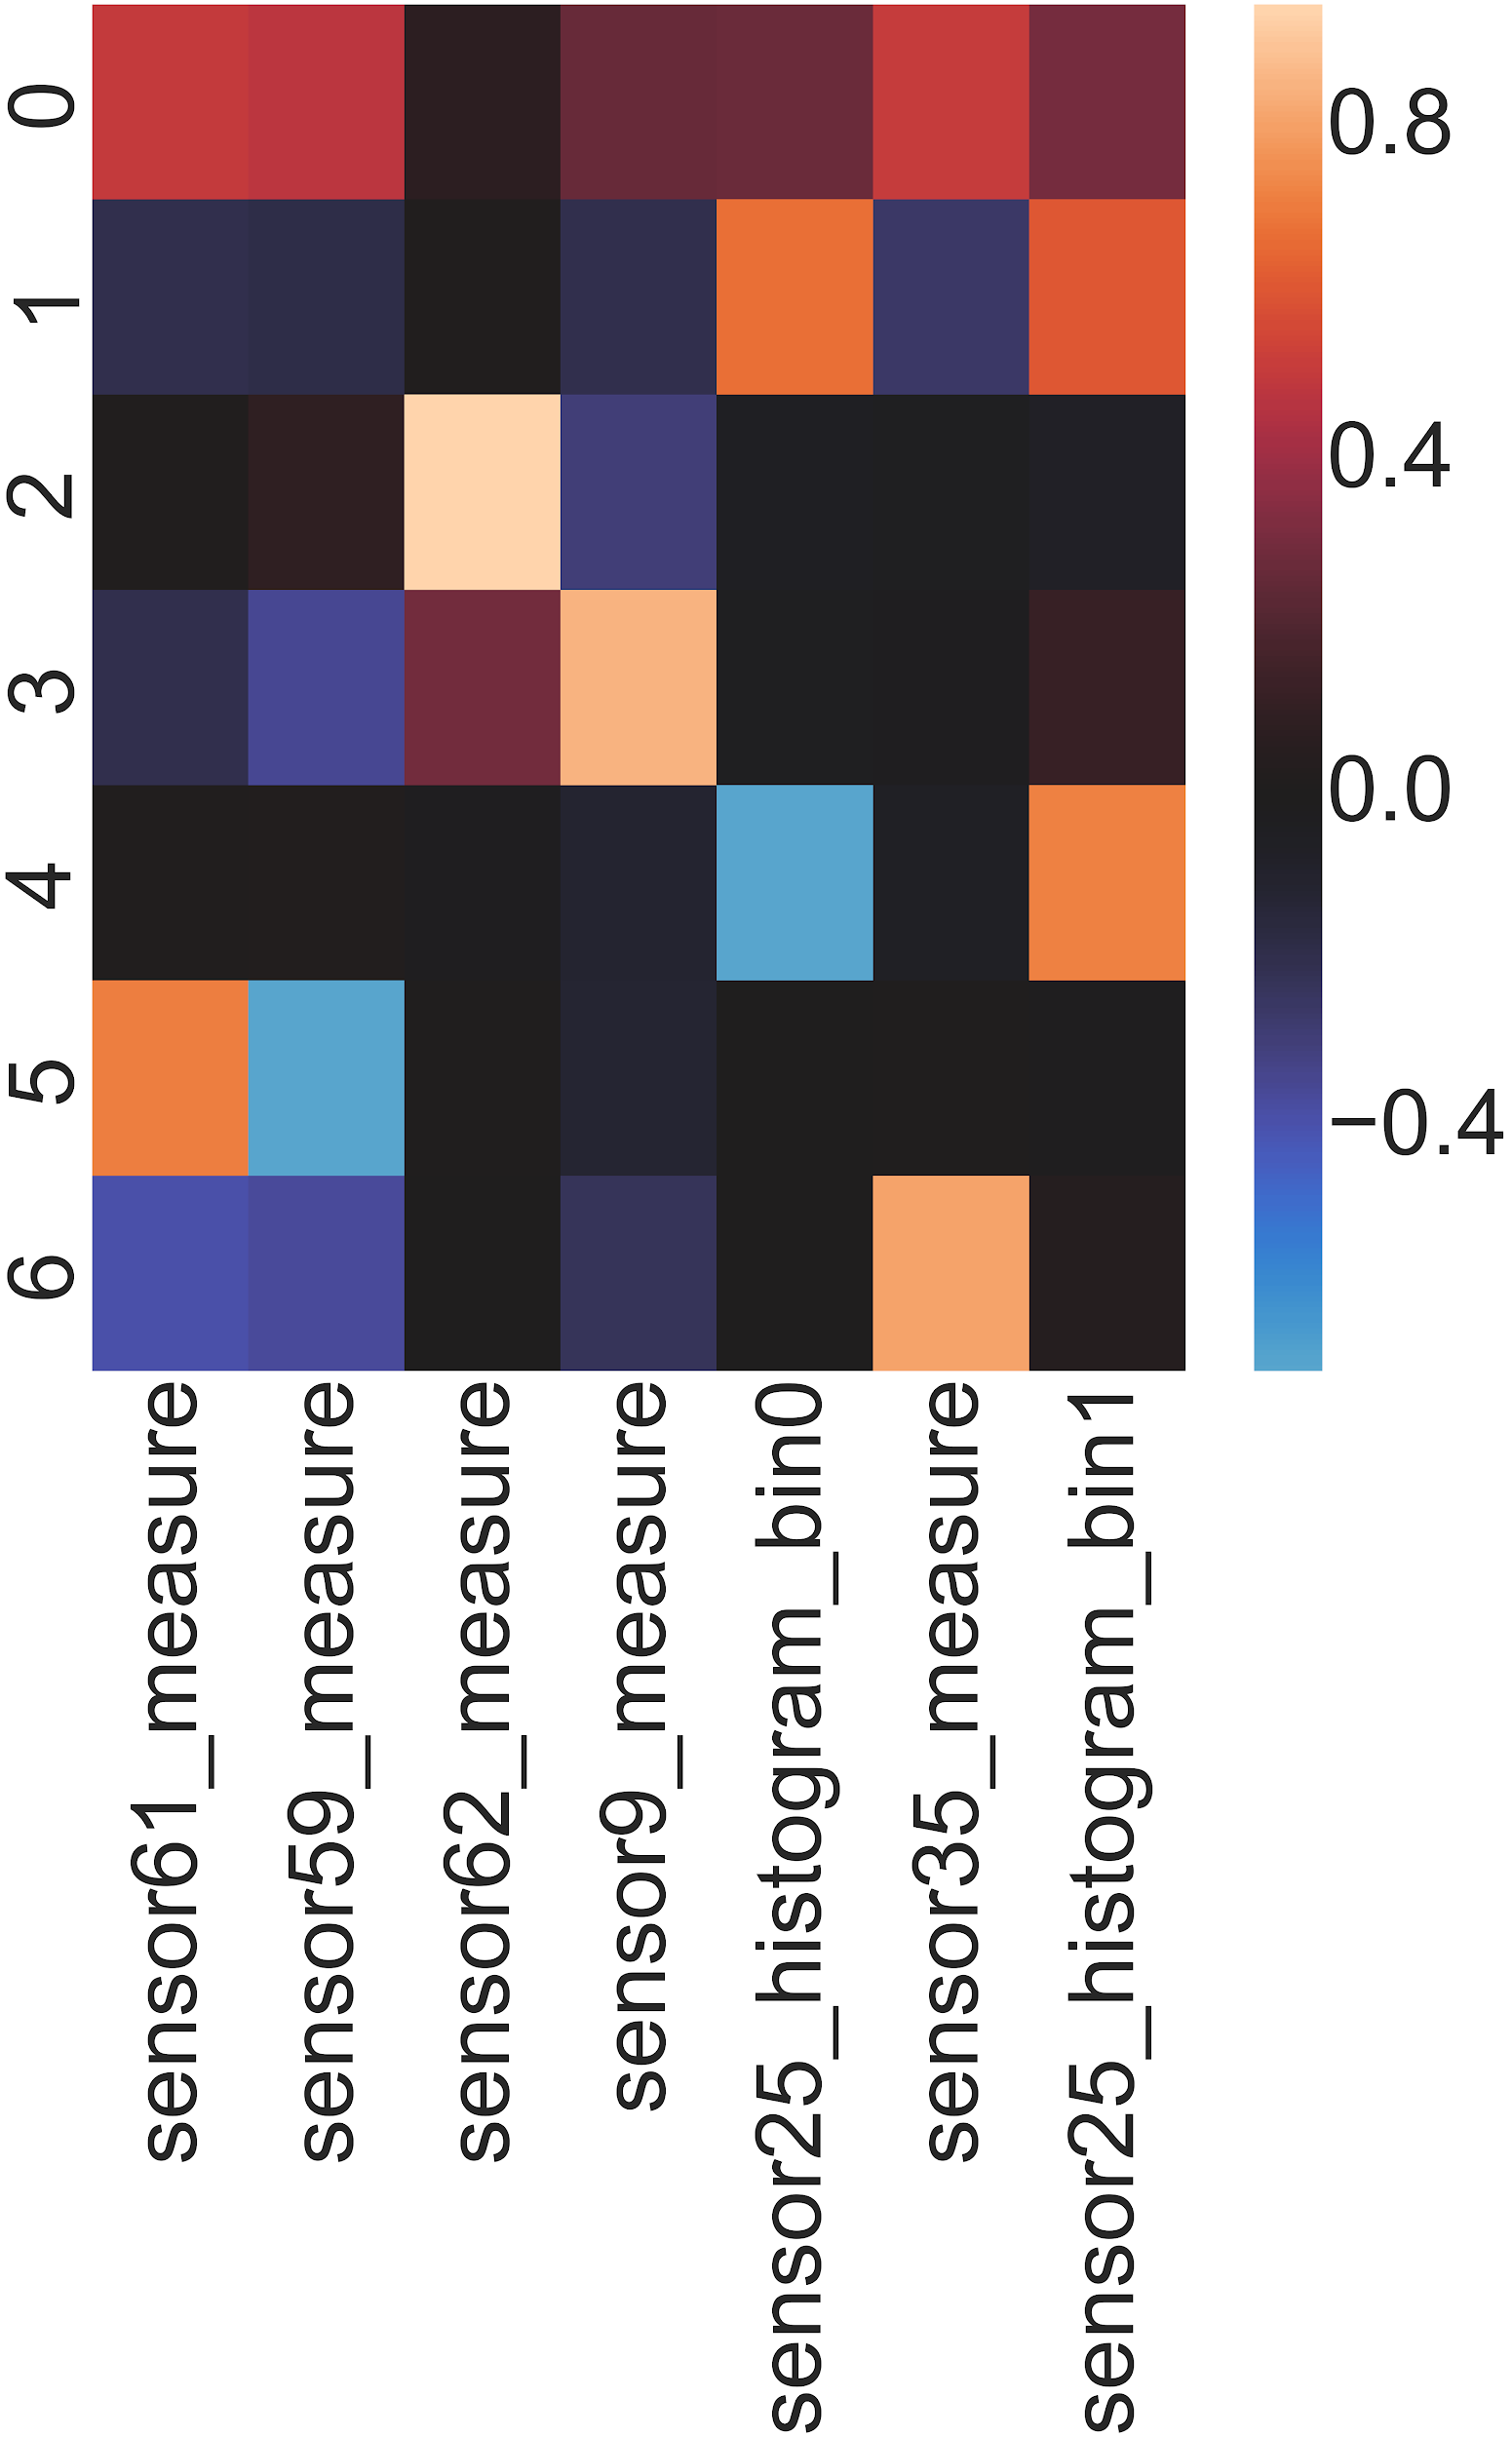 0
1
2
3
4
5
6
sensor61_measure
sensor59_measure
sensor62_measure
sensor9_measure
sensor25_histogram_bin0
sensor35_measure
sensor25_histogram_bin1
0.8
0.4
0.0
−0.4